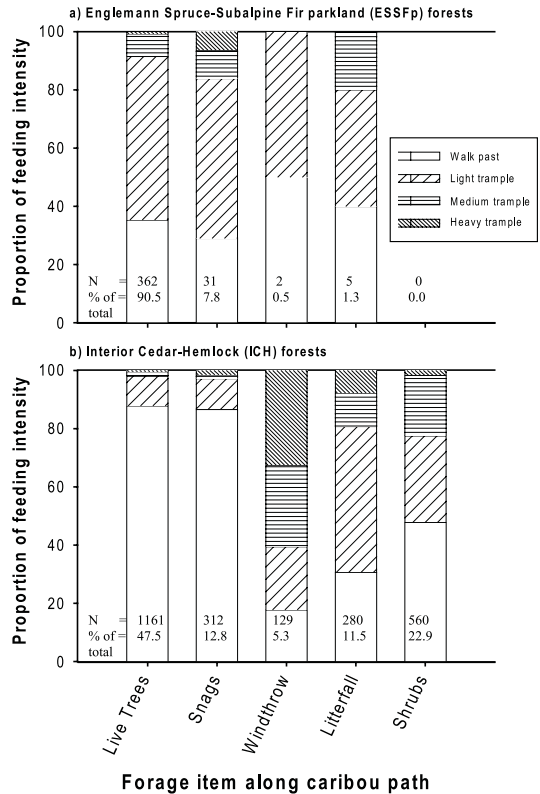 a) Englemann Spruce-Subalpine Fir parkland (ESSFp) forests
Proportion of feeding intensity
100
80
60
40
20
0
Walk past
Light trample
Medium trample
Heavy trample
N = 362 31 2 5 0
% of = 90.5 7.8 0.5 1.3 0.0
total
b) Interior Cedar-Hemlock (ICH) forests
Proportion of feeding intensity
100
80
60
40
20
0
N = 1161 312 129 280 560
% of = 47.5 12.8 5.3 11.5 22.9
total
Live Trees
Snags
Windthrow
Litterfall
Shrubs
Forage item along caribou path